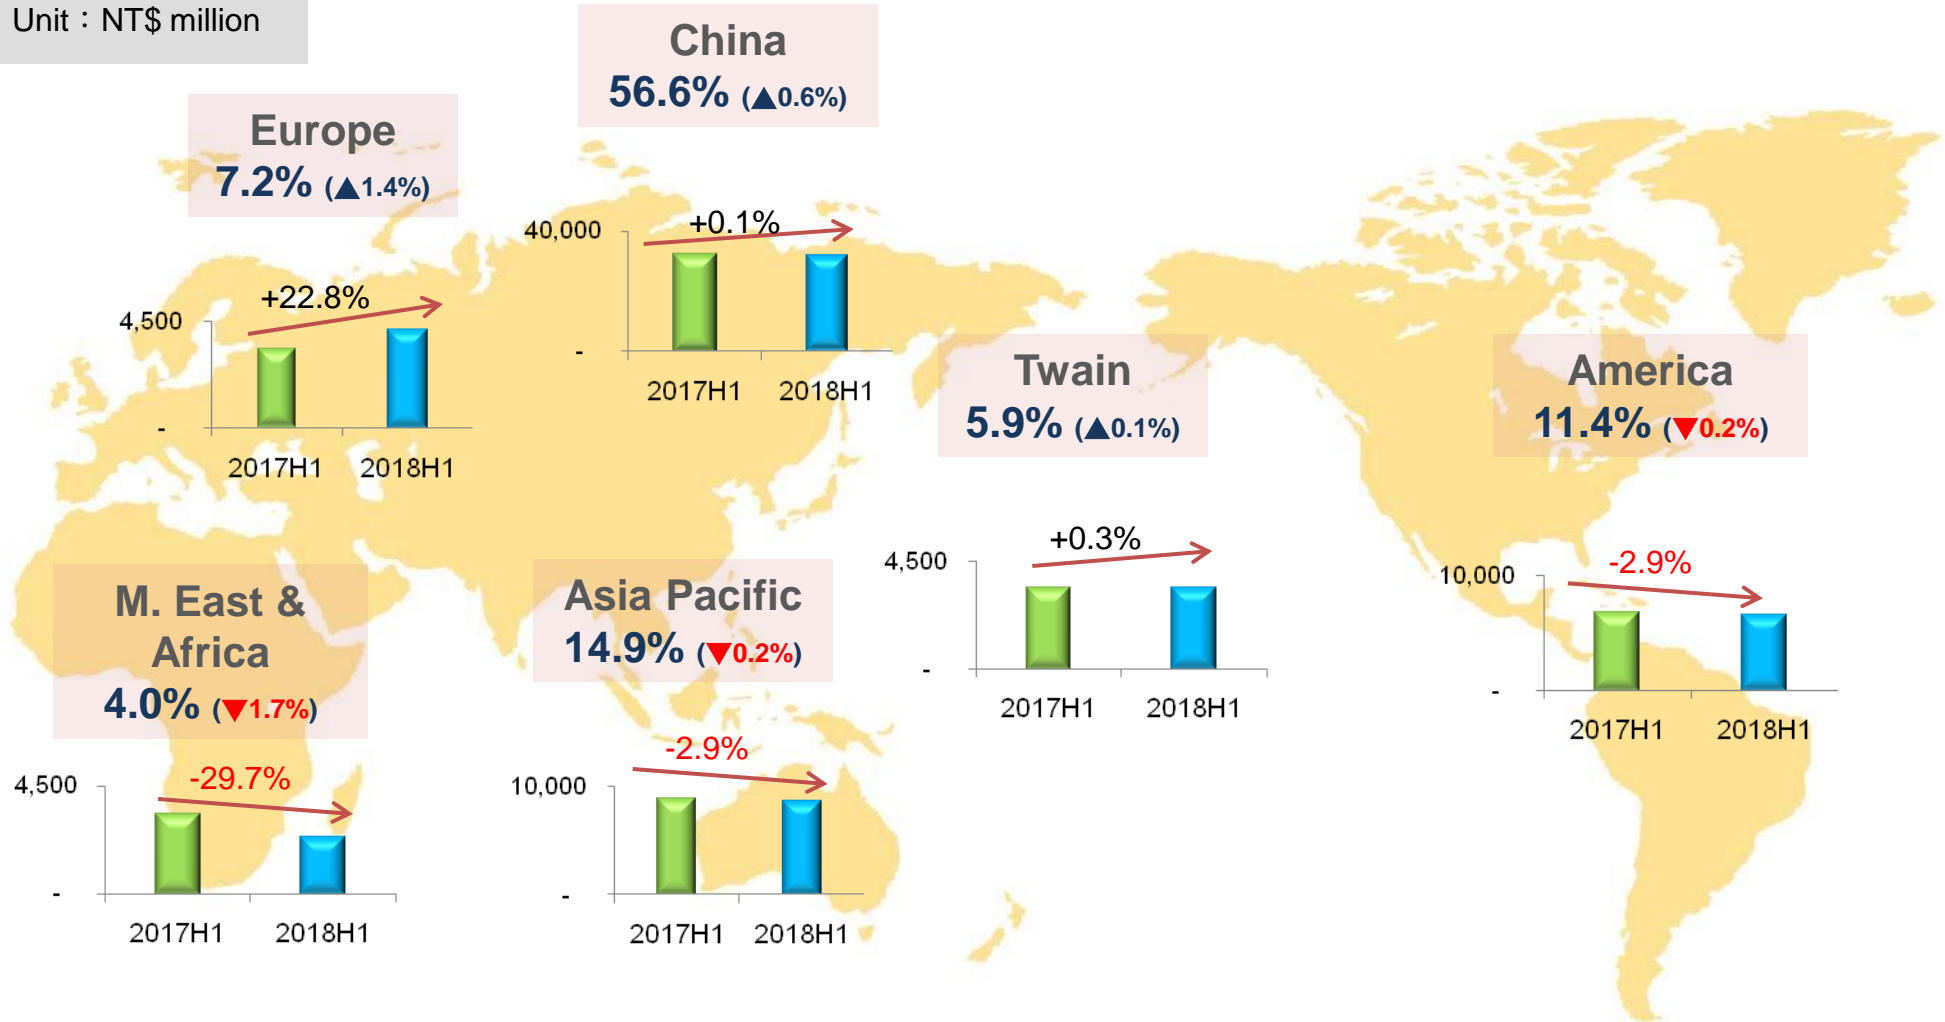 Unit：NT$ million
China
56.6% (▲0.6%)
Europe
7.2% (▲1.4%)
40,000
+0.1%
-
2017H1 2018H1
4,500
+22.8%
-
2017H1 2018H1
Twain
5.9% (▲0.1%)
America
11.4% (▼0.2%)
4,500
+0.3%
-
2017H1 2018H1
10,000
-2.9%
-
2017H1 2018H1
M. East &
Africa
4.0% (▼1.7%)
Asia Pacific
14.9% (▼0.2%)
4,500
-29.7%
-
2017H1 2018H1
10,000
-2.9%
-
2017H1 2018H1